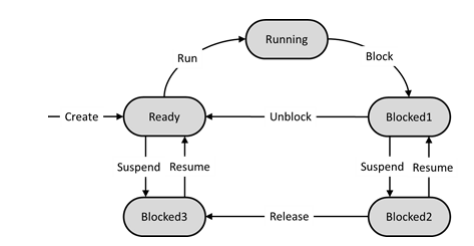 Running
Run
Block
Create
Ready
Unblock
Blocked1
Suspend
Resume
Suspend
Resume
Blocked3
Release
Blocked2